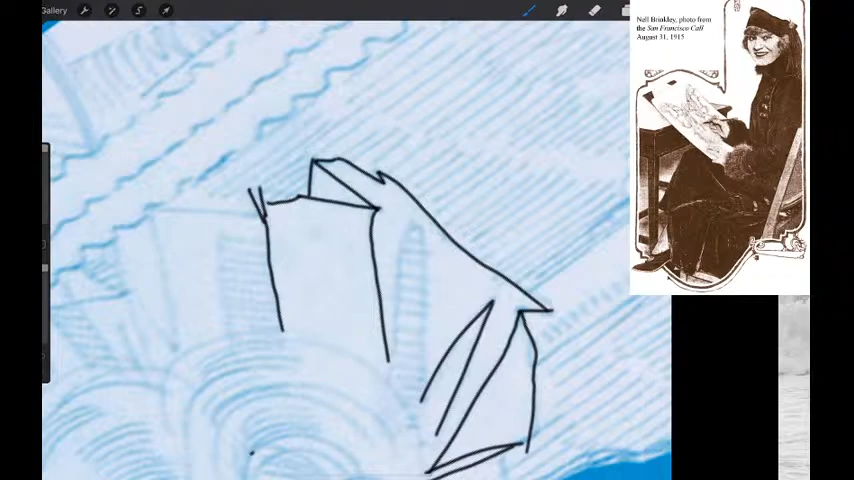 Gallery
Nell Brinkley, photo from
the San Francisco Call
August 31, 1915